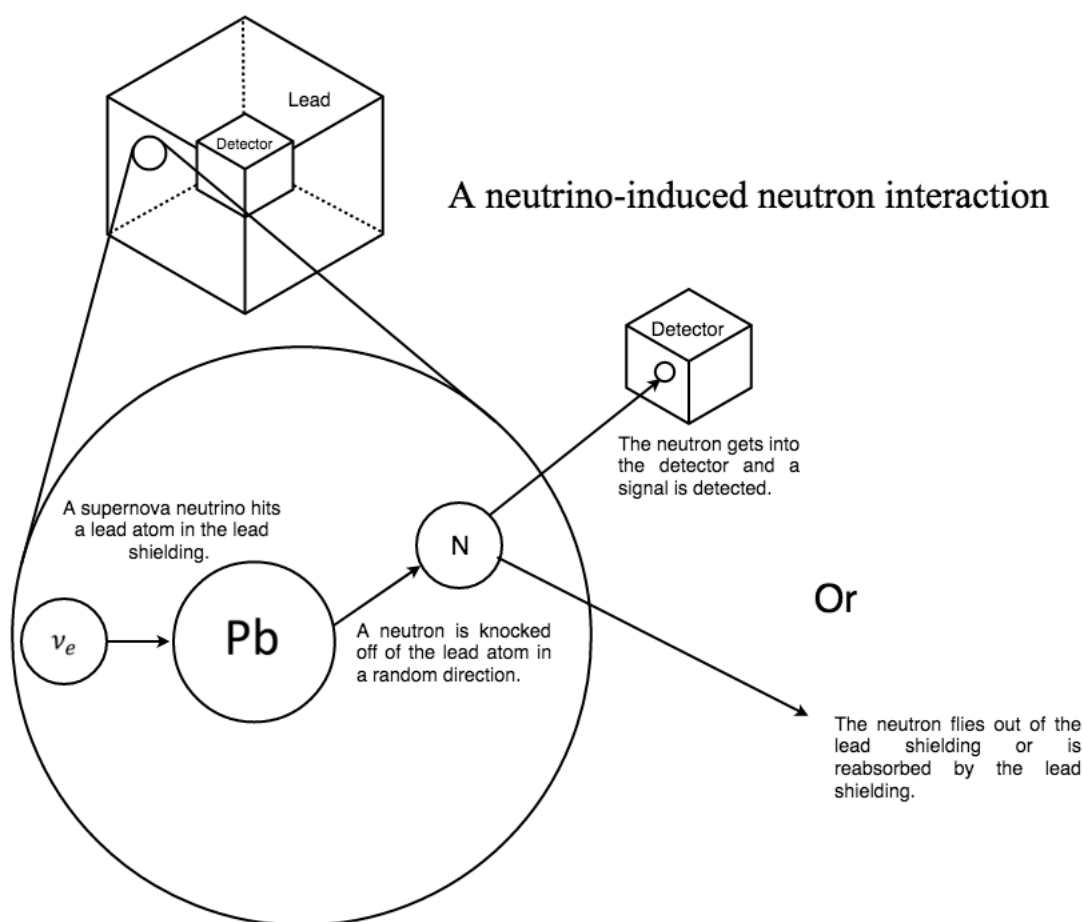 Lead
Detector
A neutrino-induced neutron interaction
Detector
The neutron gets into
the detector and a
signal is detected.
A supernova neutrino hits
a lead atom in the lead
shielding.
N
Or
νₑ
Pb
A neutron is knocked
off of the lead atom in
a random direction.
The neutron flies out of the
lead shielding or is
reabsorbed by the lead
shielding.